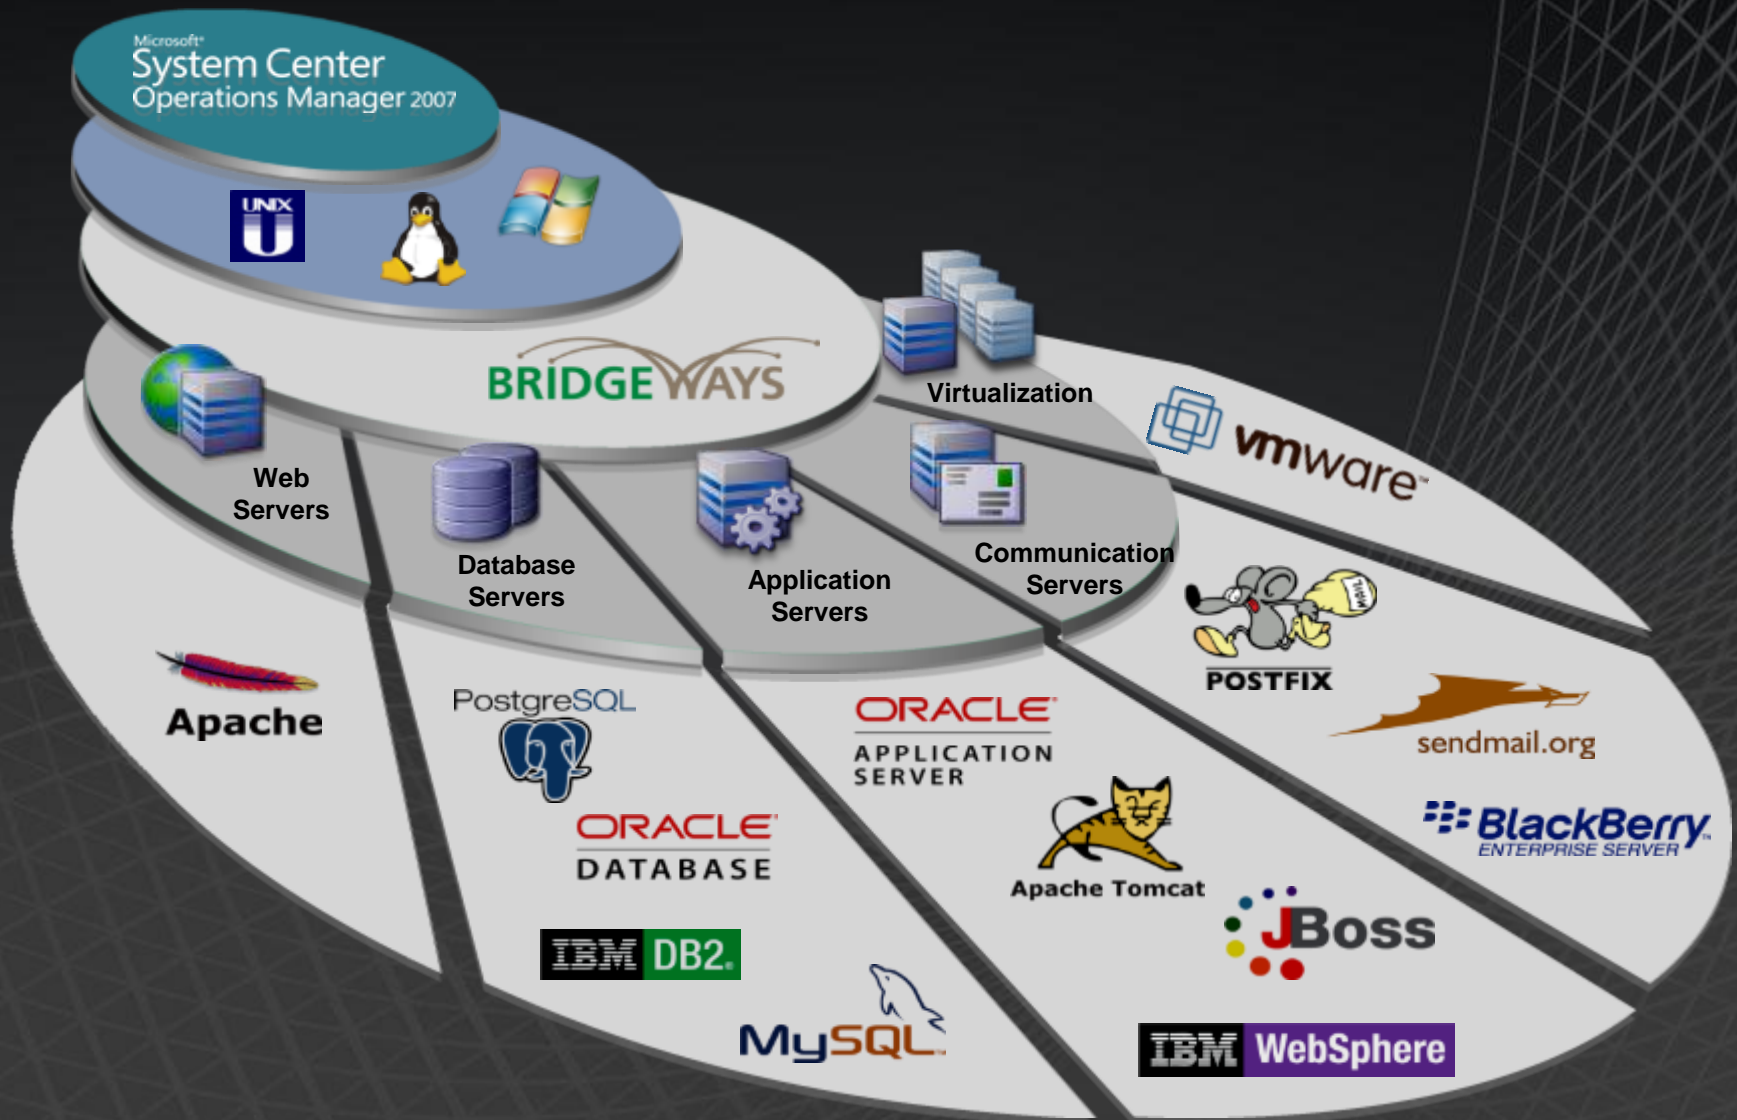 Microsoft®
System Center
Operations Manager 2007
UNIX
BRIDGEWAYS
Virtualization
vmware™
Web
Servers
Database
Servers
Application
Servers
Communication
Servers
MAIL
POSTFIX
sendmail.org
BlackBerry
ENTERPRISE SERVER
Apache
PostgreSQL
ORACLE
DATABASE
IBM DB2.
MySQL
ORACLE
APPLICATION
SERVER
Apache Tomcat
JBoss
IBM WebSphere